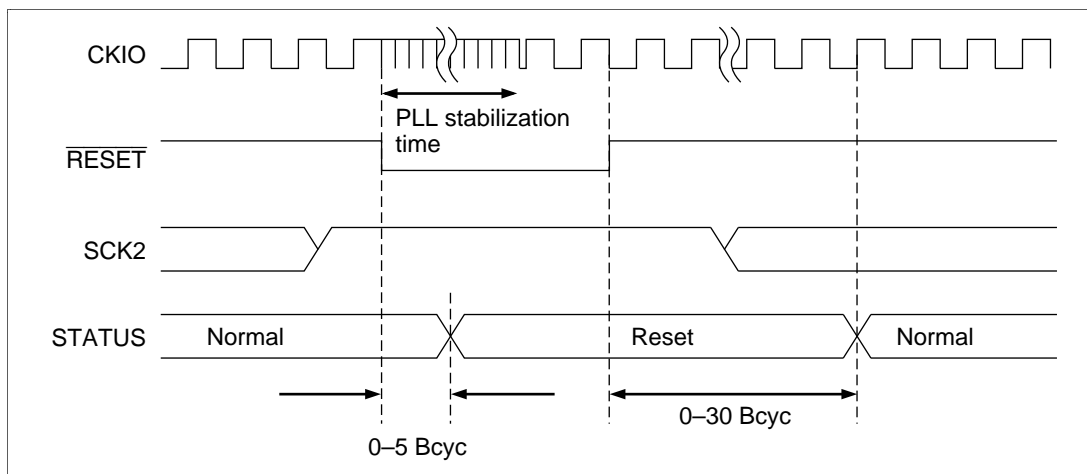 CKIO
PLL stabilization
time
RESET
SCK2
STATUS
Normal
Reset
Normal
0–5 Bcyc
0–30 Bcyc